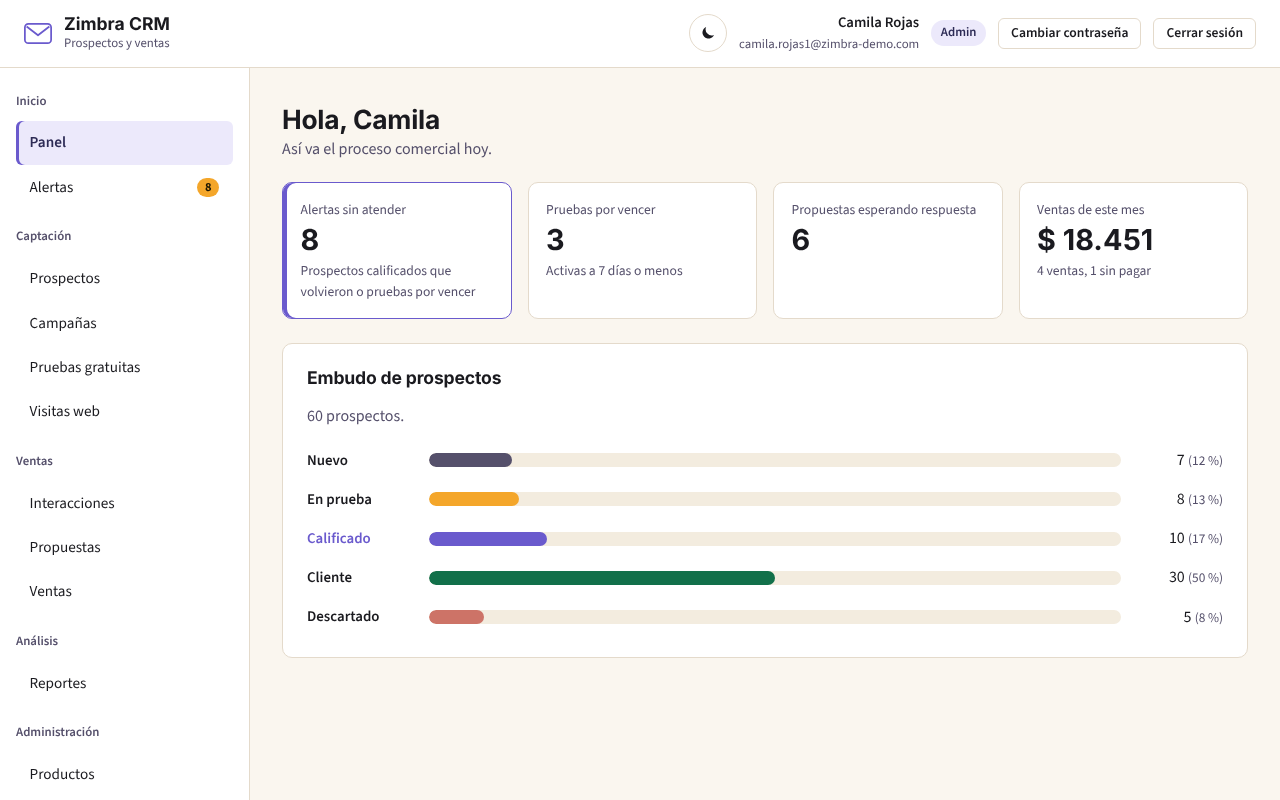 Zimbra CRM
Prospectos y ventas
Camila Rojas
camila.rojas1@zimbra-demo.com
Admin
Cambiar contraseña
Cerrar sesión
Inicio
Panel
Alertas 8
Captación
Prospectos
Campañas
Pruebas gratuitas
Visitas web
Ventas
Interacciones
Propuestas
Ventas
Análisis
Reportes
Administración
Productos
Hola, Camila
Así va el proceso comercial hoy.
Alertas sin atender
8
Prospectos calificados que
volvieron o pruebas por vencer
Pruebas por vencer
3
Activas a 7 días o menos
Propuestas esperando respuesta
6
Ventas de este mes
$ 18.451
4 ventas, 1 sin pagar
Embudo de prospectos
60 prospectos.
Nuevo 7 (12 %)
En prueba 8 (13 %)
Calificado 10 (17 %)
Cliente 30 (50 %)
Descartado 5 (8 %)